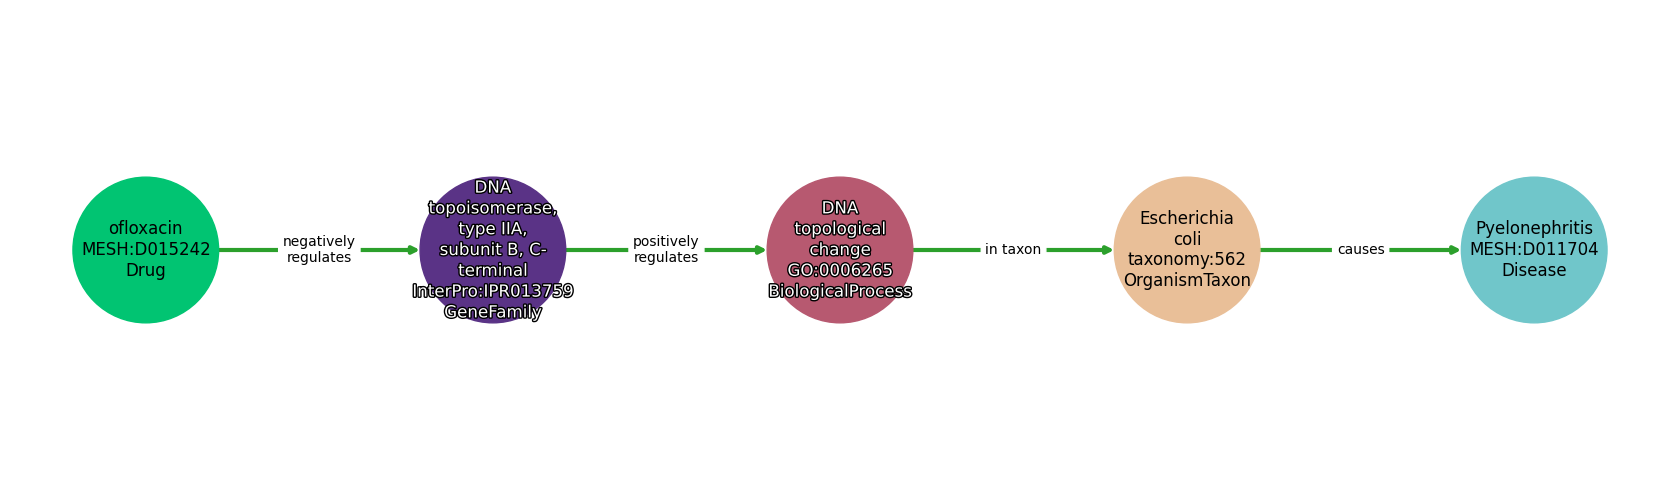 ofloxacin
MESH:D015242
Drug
negatively
regulates
DNA
topoisomerase,
type IIA,
subunit B, C-
terminal
InterPro:IPR013759
GeneFamily
positively
regulates
DNA
topological
change
GO:0006265
BiologicalProcess
in taxon
Escherichia
coli
taxonomy:562
OrganismTaxon
causes
Pyelonephritis
MESH:D011704
Disease